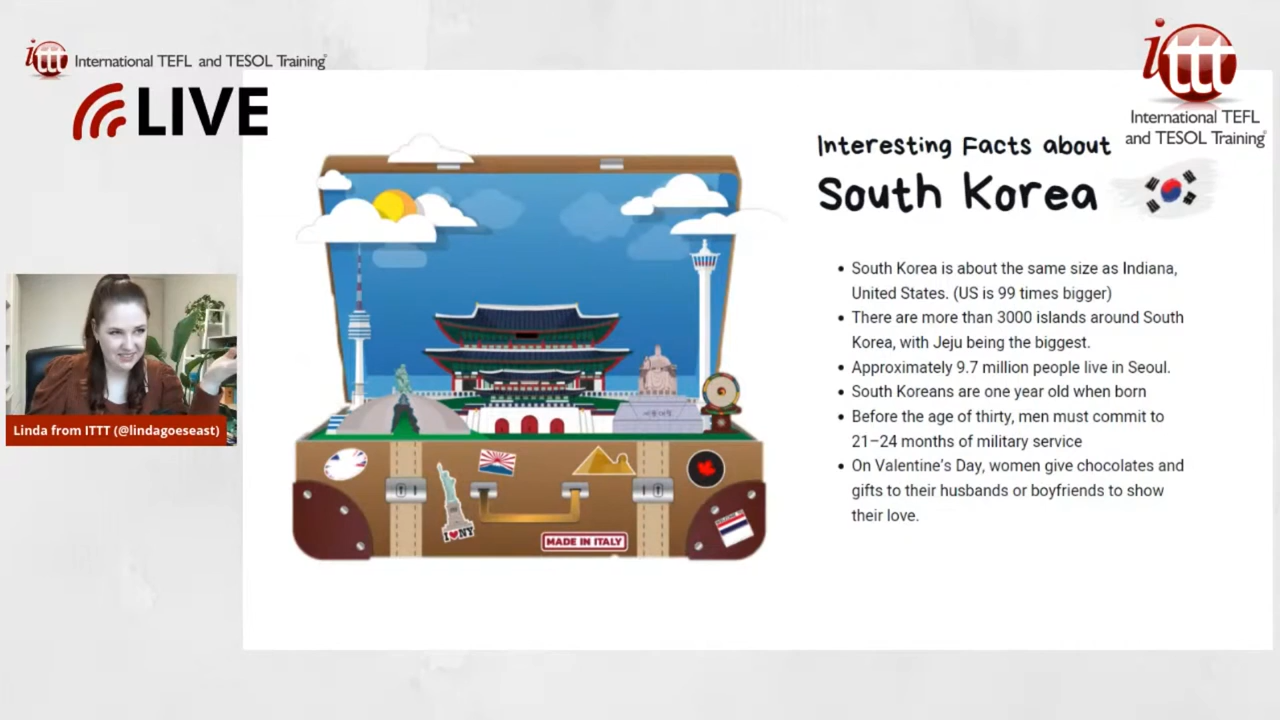 ittt International TEFL and TESOL Training
LIVE
ittt
International TEFL
and TESOL Training
Interesting Facts about
South Korea
• South Korea is about the same size as Indiana,
United States. (US is 99 times bigger)
• There are more than 3000 islands around South
Korea, with Jeju being the biggest.
• Approximately 9.7 million people live in Seoul.
• South Koreans are one year old when born
• Before the age of thirty, men must commit to
21–24 months of military service
• On Valentine's Day, women give chocolates and
gifts to their husbands or boyfriends to show
their love.
Linda from ITTT (@lindagoeseast)
I ♥ NY
MADE IN ITALY